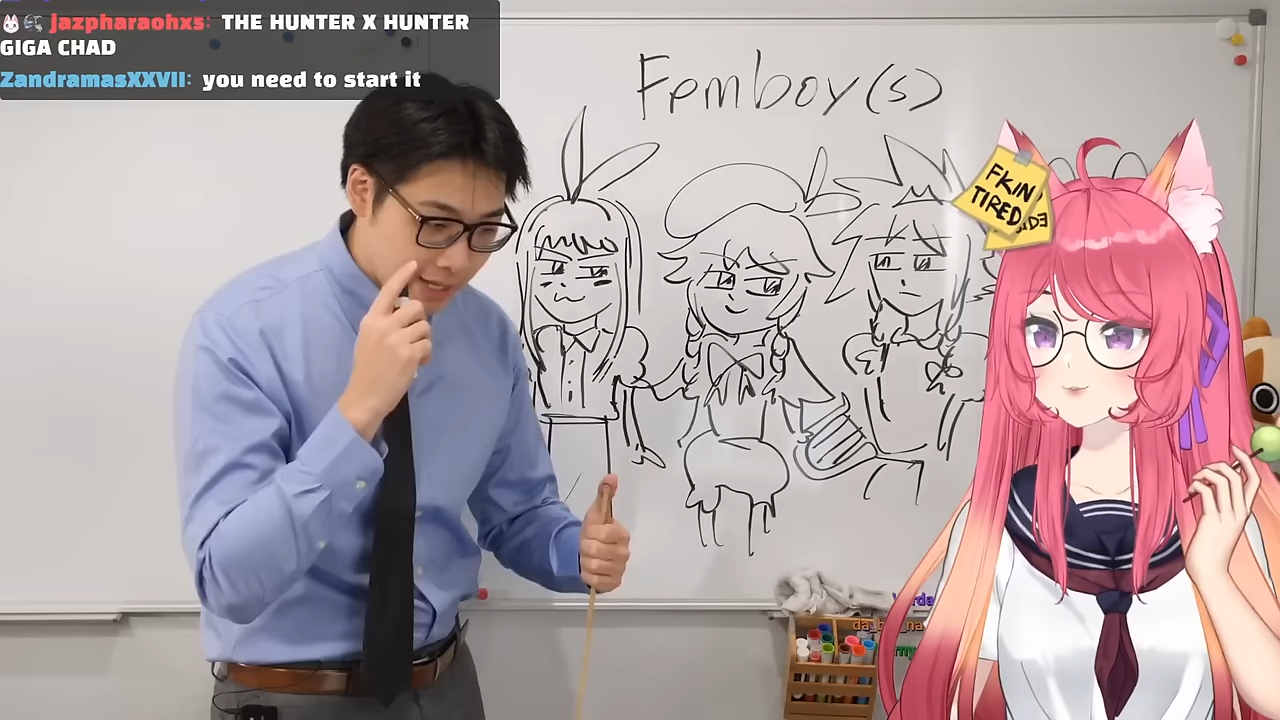 jazpharaohxs: THE HUNTER X HUNTER
GIGA CHAD
ZandramasXXVII: you need to start it
Femboy(s)
FKIN
TIRED